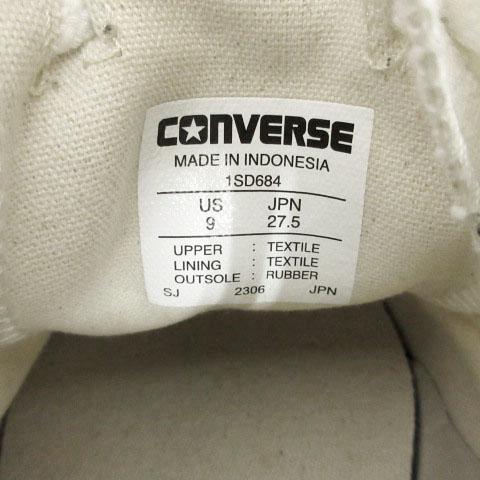 CONVERSE
MADE IN INDONESIA
1SD684
US JPN
9 27.5
UPPER : TEXTILE
LINING : TEXTILE
OUTSOLE : RUBBER
SJ 2306 JPN